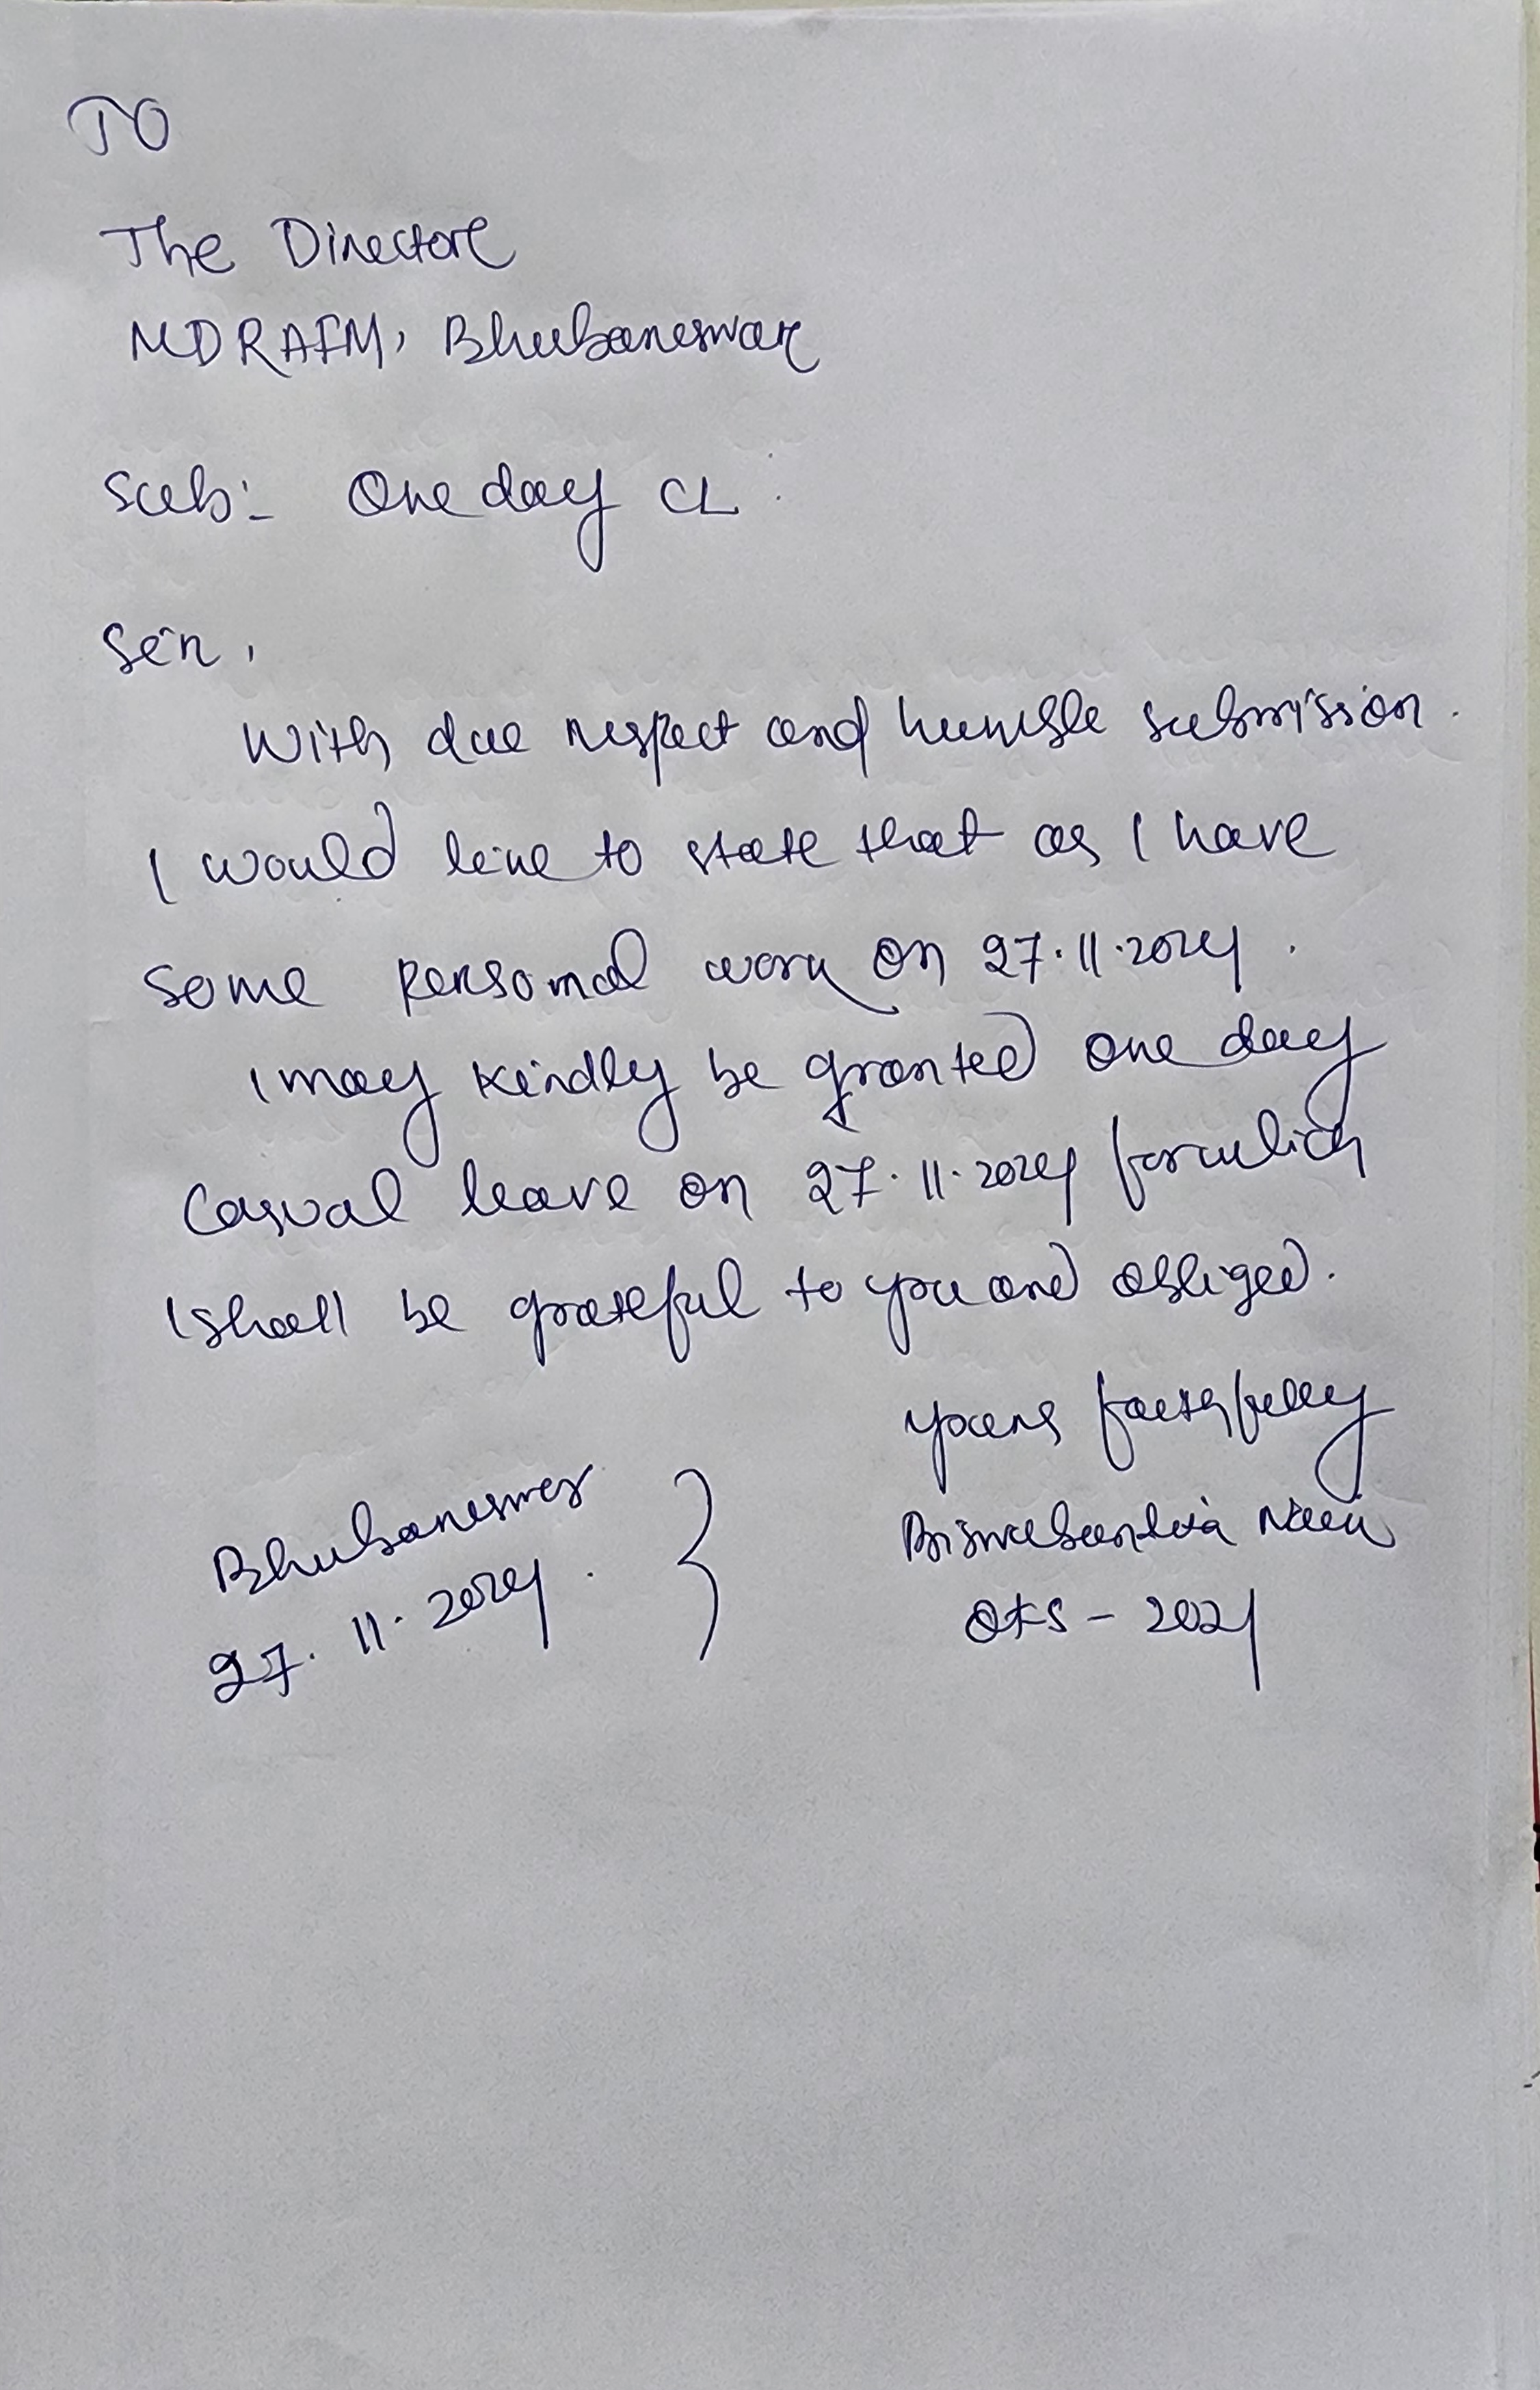 TO
The Director
MDRAFM, Bhubaneswar
Sub:- One day CL
Sir,
With due respect and humble submission.
I would like to state that as I have
some personal work on 27.11.2024.
I may kindly be granted one day
Casual leave on 27.11.2024 for which
I shall be grateful to you and obliged.
Yours faithfully
Bhubaneswar
27.11.2024. }
OFS - 2021